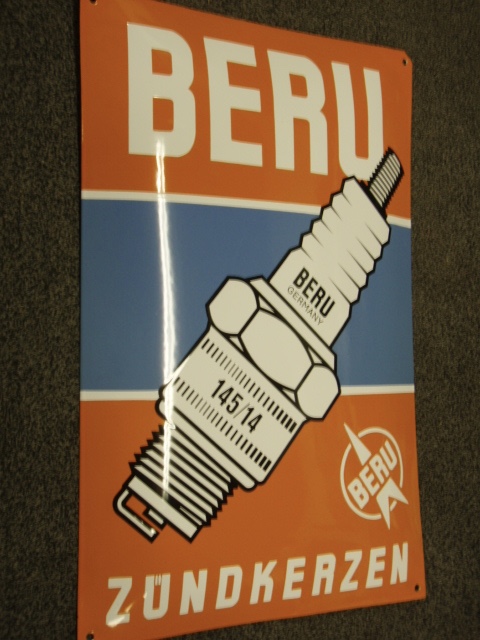 BERU
BERU
GERMANY
145/14
BERU
ZÜNDKERZEN